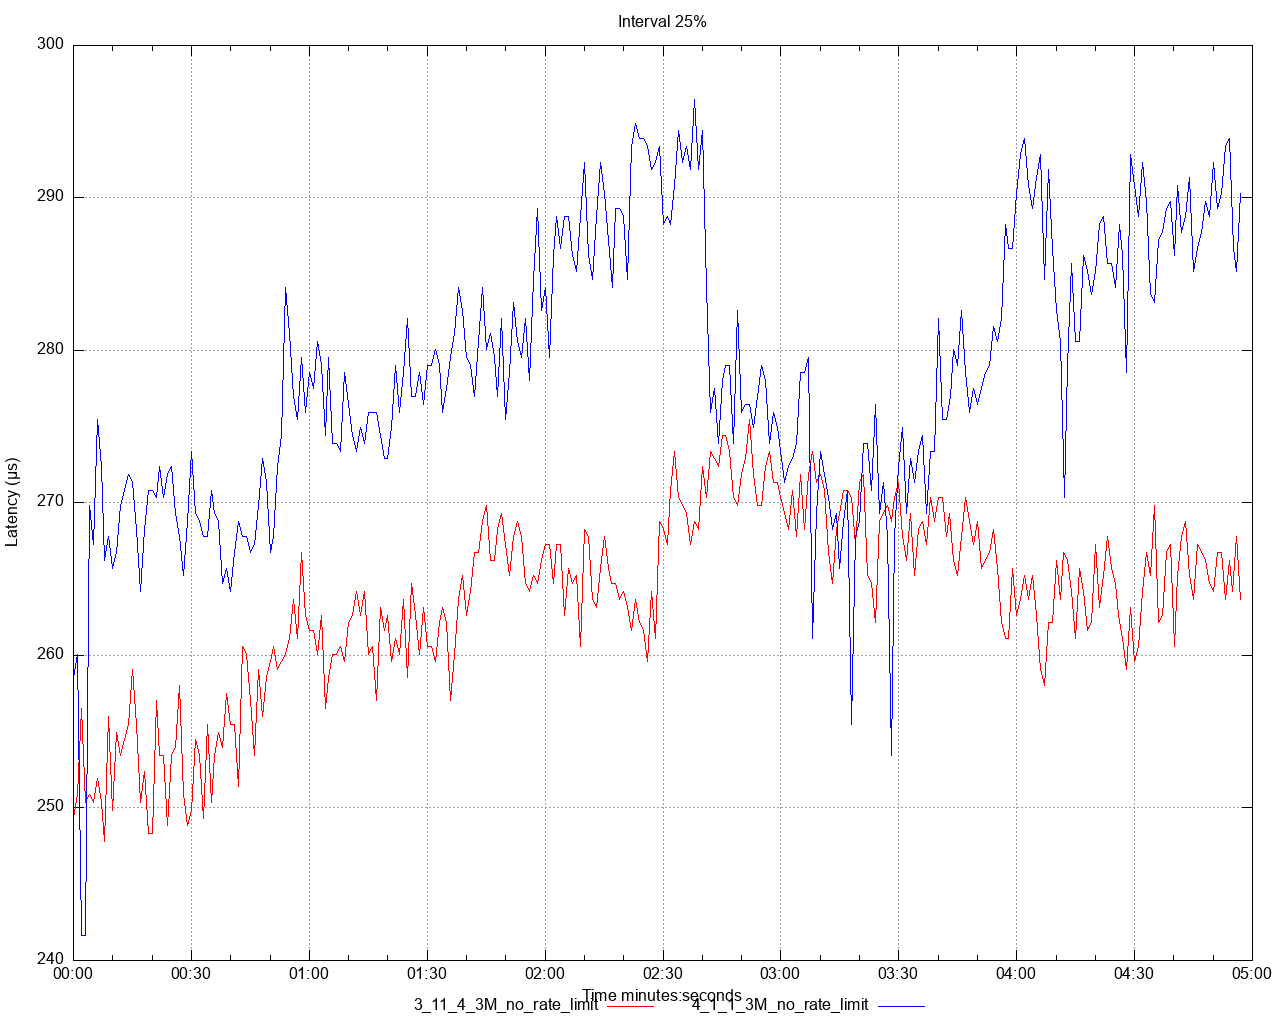 Interval 25%
300
290
280
270
260
250
240
Latency (µs)
00:00 00:30 01:00 01:30 02:00 02:30 03:00 03:30 04:00 04:30 05:00
Time minutes:seconds
3_11_4_3M_no_rate_limit 4_1_1_3M_no_rate_limit